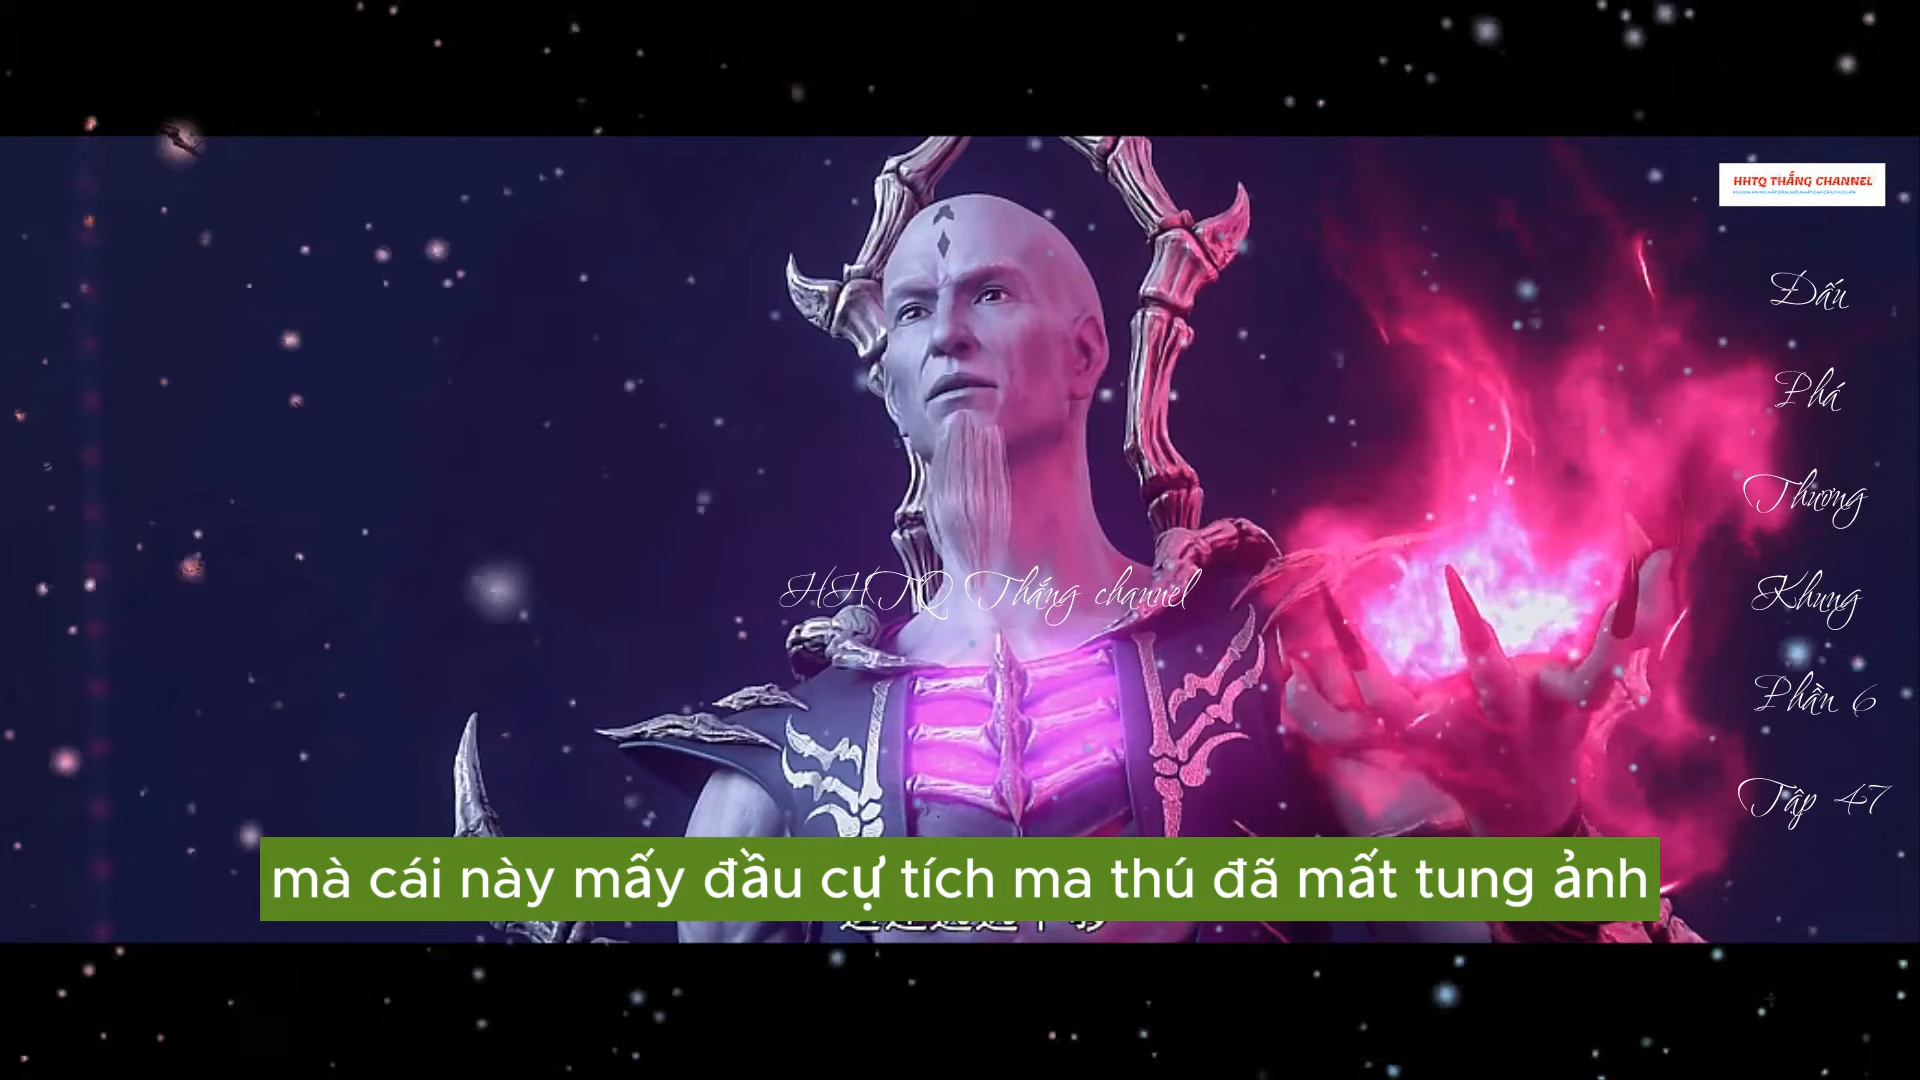 HHTQ THẮNG CHANNEL
Đấu
Phá
Thương
Khung
Phần 6
Tập 47
HHTQ Thắng channel
mà cái này mấy đầu cự tích ma thú đã mất tung ảnh